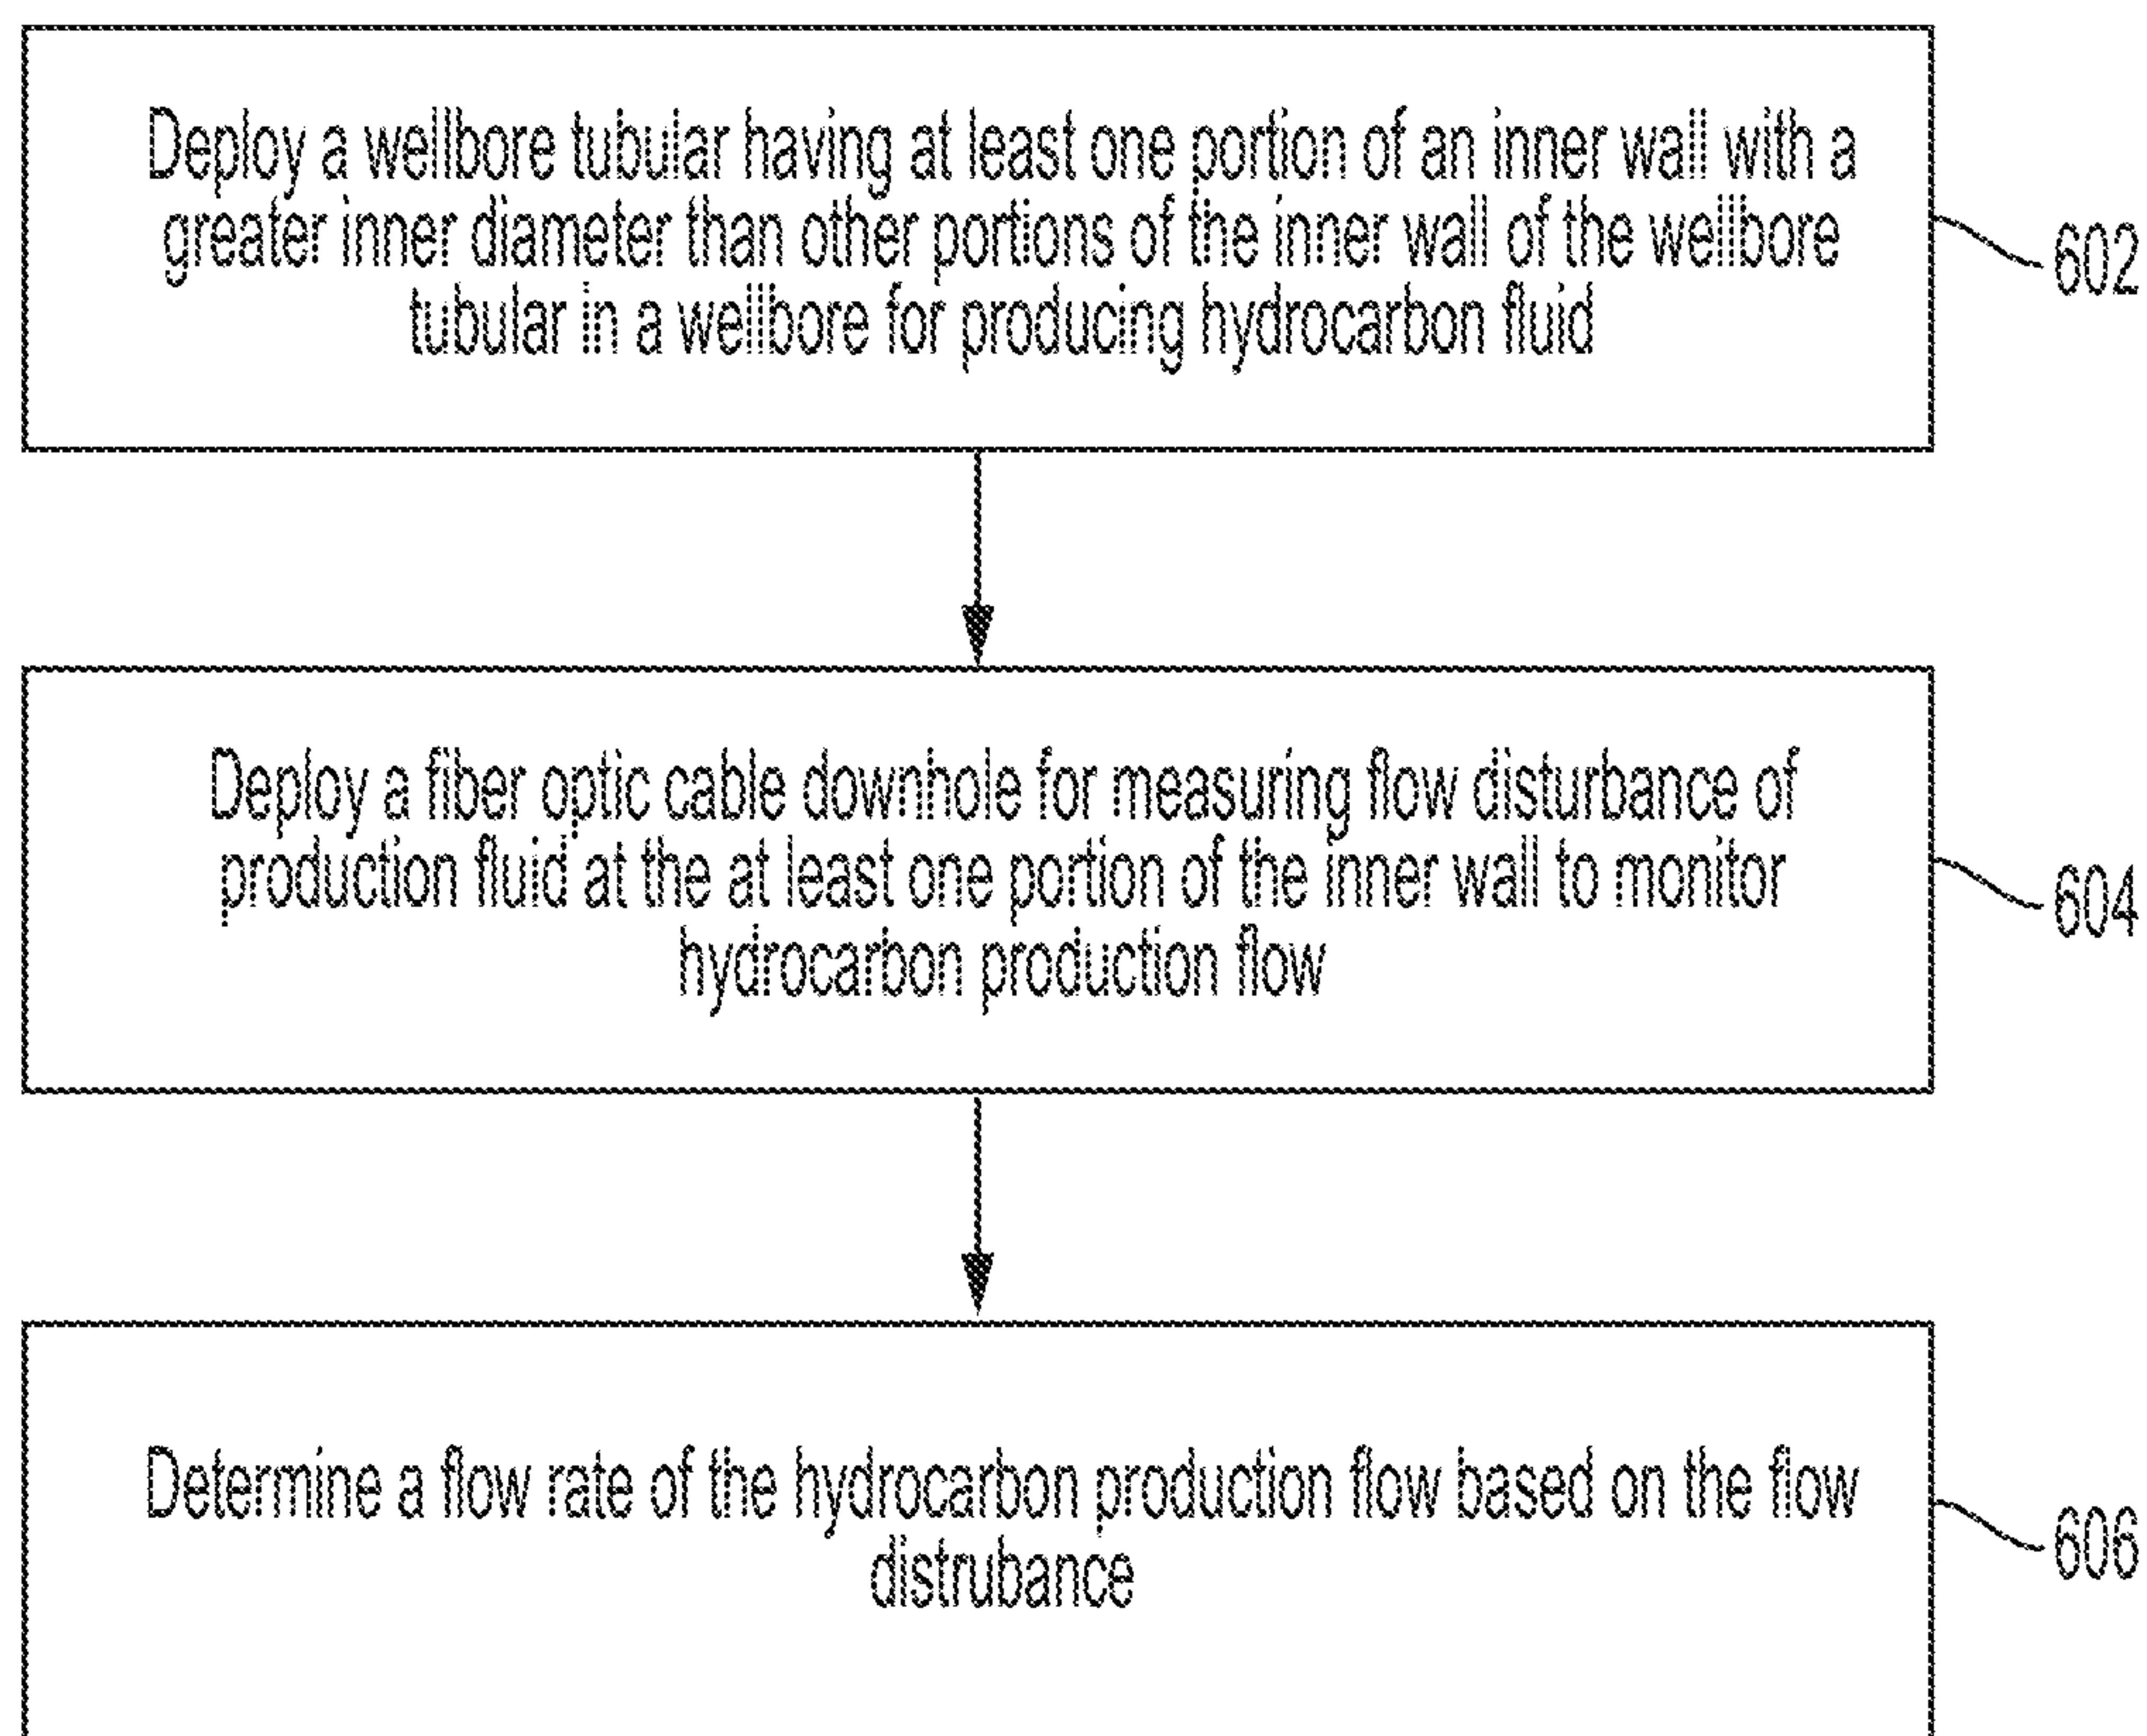 Deploy a wellbore tubular having at least one portion of an inner wall with a
greater inner diameter than other portions of the inner wall of the wellbore
tubular in a wellbore for producing hydrocarbon fluid
602
Deploy a fiber optic cable downhole for measuring flow disturbance of
production fluid at the at least one portion of the inner wall to monitor
hydrocarbon production flow
604
Determine a flow rate of the hydrocarbon production flow based on the flow
distrubance
606